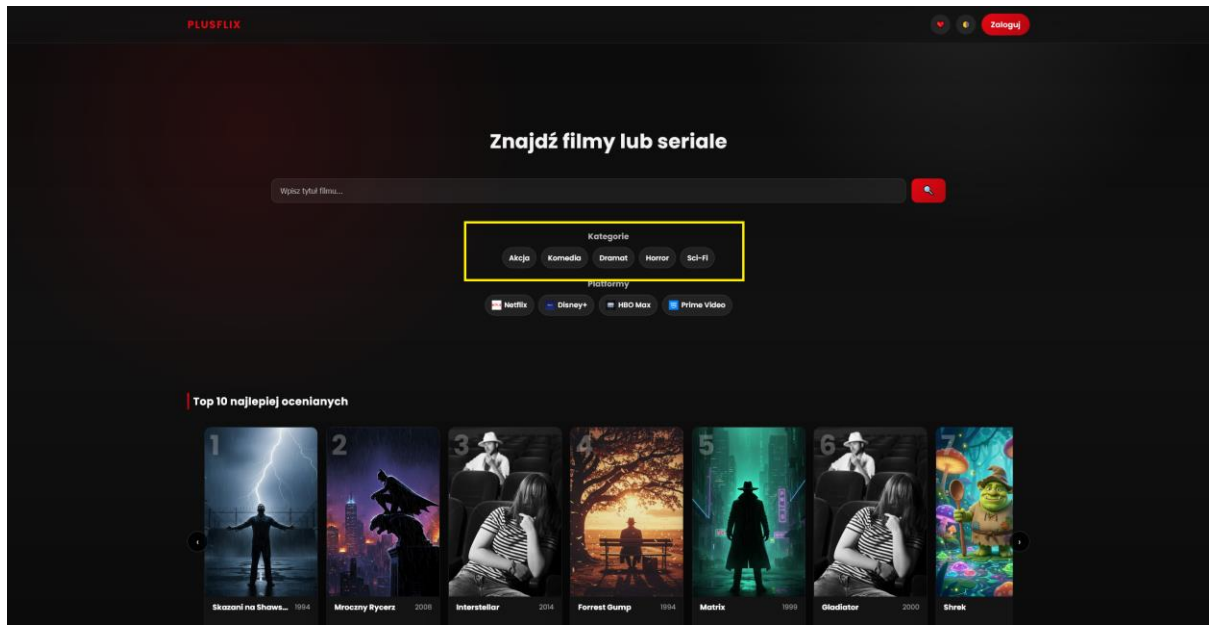 PLUSFLIX
Zaloguj
Znajdź filmy lub seriale
Wpisz tytuł filmu...
Kategorie
Akcja Komedia Dramat Horror Sci-Fi
Platformy
Netflix Disney+ HBO Max Prime Video
Top 10 najlepiej ocenianych
1 2 3 4 5 6 7
Skazani na Shaws... 1994 Mroczny Rycerz 2008 Interstellar 2014 Forrest Gump 1994 Matrix 1999 Gladiator 2000 Shrek